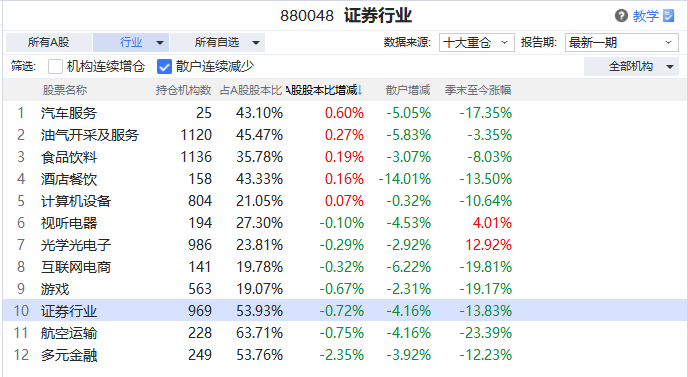 880048 证券行业 ? 教学
所有A股 行业 所有自选 数据来源: 十大重仓 报告期: 最新一期
筛选: 机构连续增仓 散户连续减少 全部机构
股票名称 持仓机构数 占A股股本比 A股股本比增减↓ 散户增减 季末至今涨幅
1 汽车服务 25 43.10% 0.60% -5.05% -17.35%
2 油气开采及服务 1120 45.47% 0.27% -5.83% -3.35%
3 食品饮料 1136 35.78% 0.19% -3.07% -8.03%
4 酒店餐饮 158 43.33% 0.16% -14.01% -13.50%
5 计算机设备 804 21.05% 0.07% -0.32% -10.64%
6 视听电器 194 27.30% -0.10% -4.53% 4.01%
7 光学光电子 986 23.81% -0.29% -2.92% 12.92%
8 互联网电商 141 19.78% -0.32% -6.22% -19.81%
9 游戏 563 19.07% -0.67% -2.31% -19.17%
10 证券行业 969 53.93% -0.72% -4.16% -13.83%
11 航空运输 228 63.71% -0.75% -4.16% -23.39%
12 多元金融 249 53.76% -2.35% -3.92% -12.23%